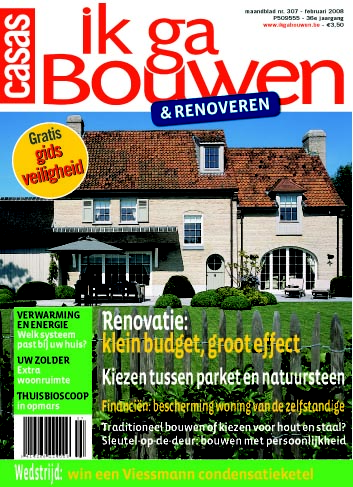 casas
maandblad nr. 307 - februari 2008
P509555 - 36e jaargang
www.ikgabouwen.be - €3,50
ik ga
Bouwen
& RENOVEREN
Gratis
gids
veiligheid
VERWARMING
EN ENERGIE
Welk systeem
past bij uw huis?
UW ZOLDER
Extra
woonruimte
THUISBIOSCOOP
in opmars
Renovatie:
klein budget, groot effect
Kiezen tussen parket en natuursteen
Financiën: bescherming woning van de zelfstandige
Traditioneel bouwen of kiezen voor hout en staal?
Sleutel-op-de-deur: bouwen met persoonlijkheid
Wedstrijd: win een Viessmann condensatieketel